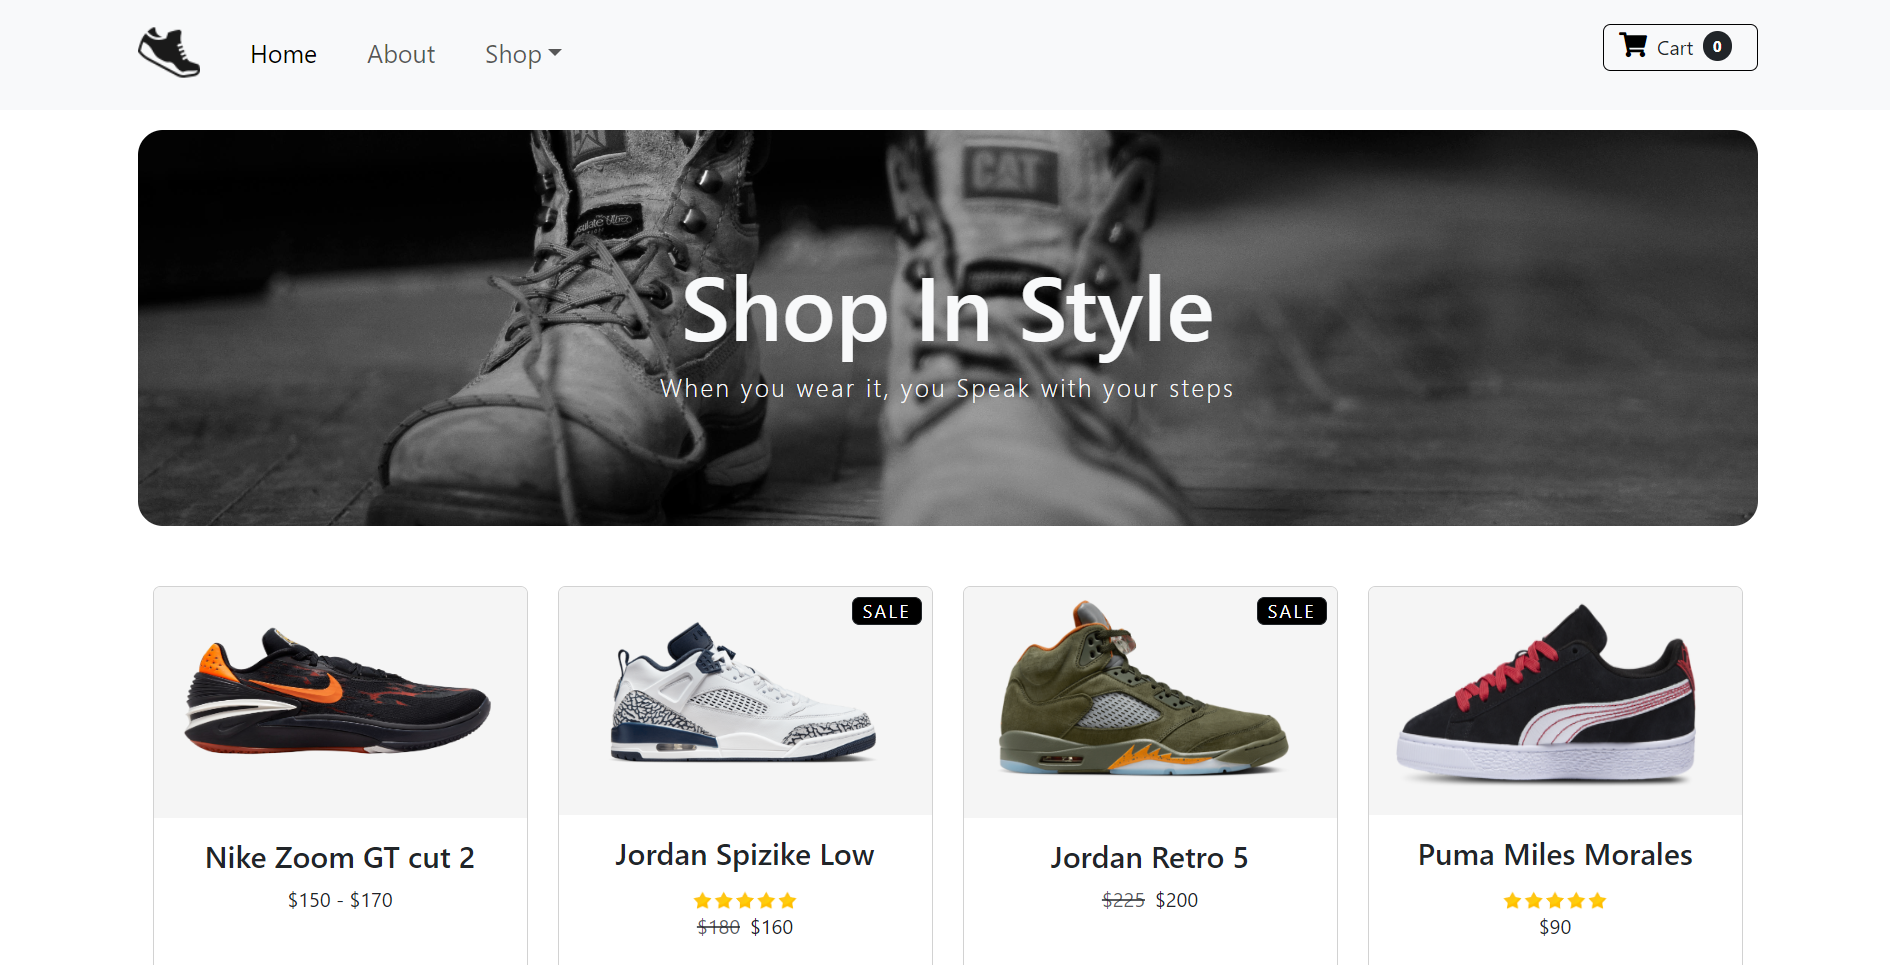 Home
About
Shop
Cart 0
CAT
Shop In Style
When you wear it, you Speak with your steps
SALE
SALE
Nike Zoom GT cut 2
$150 - $170
Jordan Spizike Low
$180 $160
Jordan Retro 5
$225 $200
Puma Miles Morales
$90